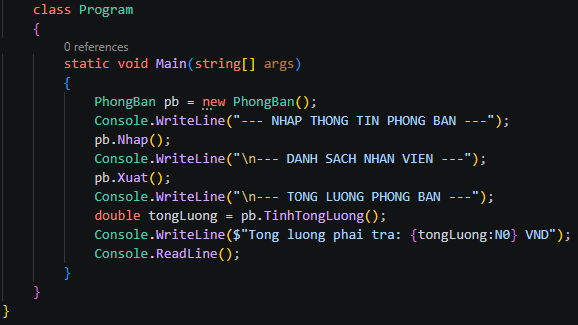 class Program
{
0 references
static void Main(string[] args)
{
PhongBan pb = new PhongBan();
Console.WriteLine("--- NHAP THONG TIN PHONG BAN ---");
pb.Nhap();
Console.WriteLine("\n--- DANH SACH NHAN VIEN ---");
pb.Xuat();
Console.WriteLine("\n--- TONG LUONG PHONG BAN ---");
double tongLuong = pb.TinhTongLuong();
Console.WriteLine($"Tong luong phai tra: {tongLuong:N0} VND");
Console.ReadLine();
}
}
}